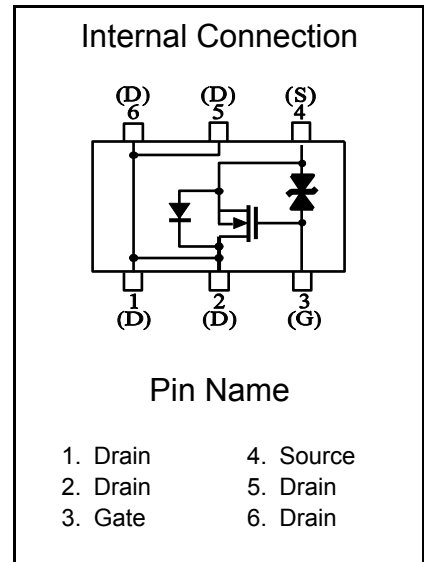 Internal Connection
(D) (D) (S)
6 5 4
1 2 3
(D) (D) (G)
Pin Name
1. Drain 4. Source
2. Drain 5. Drain
3. Gate 6. Drain